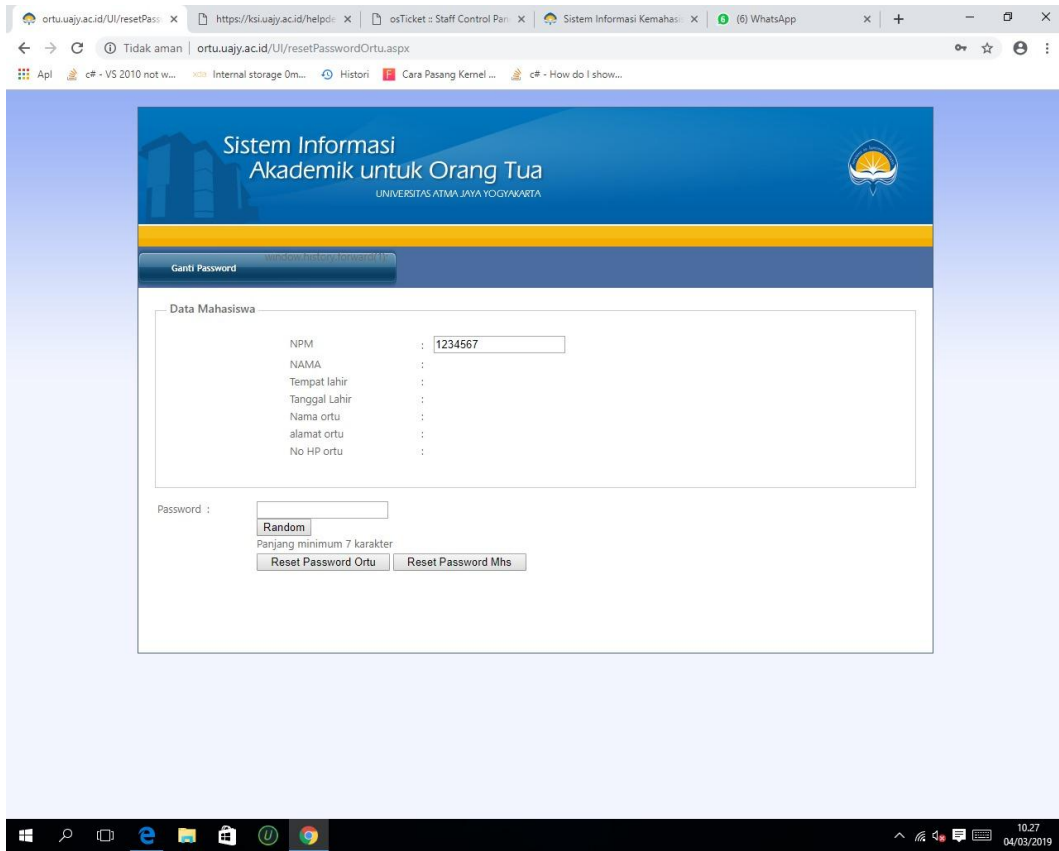 ortu.uajy.ac.id/UI/resetPass
https://ksi.uajy.ac.id/helpde
osTicket :: Staff Control Pan
Sistem Informasi Kemahas
(6) WhatsApp
Tidak aman | ortu.uajy.ac.id/UI/resetPasswordOrtu.aspx
Apl
c# - VS 2010 not w...
Internal storage 0m...
Histori
Cara Pasang Kernel ...
c# - How do I show...
Sistem Informasi
Akademik untuk Orang Tua
UNIVERSITAS ATMA JAYA YOGYAKARTA
window.history.forward(1);
Ganti Password
Data Mahasiswa
NPM : 1234567
NAMA :
Tempat lahir :
Tanggal Lahir :
Nama ortu :
alamat ortu :
No HP ortu :
Password :
Random
Panjang minimum 7 karakter
Reset Password Ortu Reset Password Mhs
10.27
04/03/2019